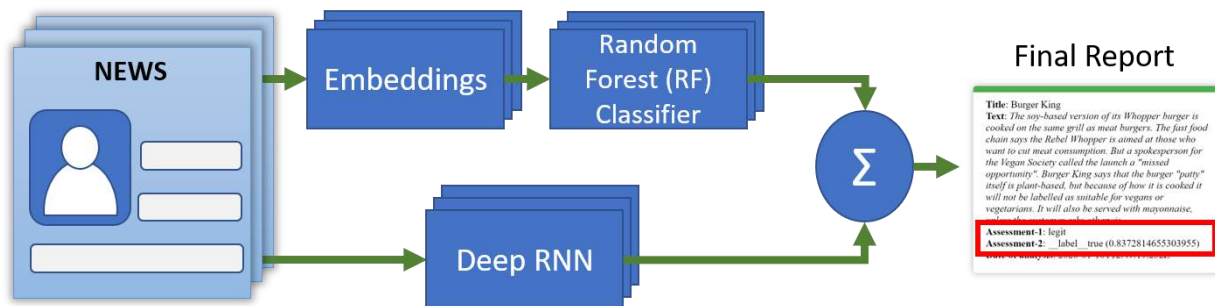 NEWS
Embeddings
Random
Forest (RF)
Classifier
Deep RNN
Σ
Final Report
Title: Burger King
Text: The soy-based version of its Whopper burger is
cooked on the same grill as meat burgers. The fast food
chain says the Rebel Whopper is aimed at those who
want to cut meat consumption. But a spokesperson for
the Vegan Society called the launch a "missed
opportunity". Burger King says that the burger "patty"
itself is plant-based, but because of how it is cooked it
will not be labelled as suitable for vegans or
vegetarians. It will also be served with mayonnaise,
Assessment-1: legit
Assessment-2: __label__true (0.8372814655303955)